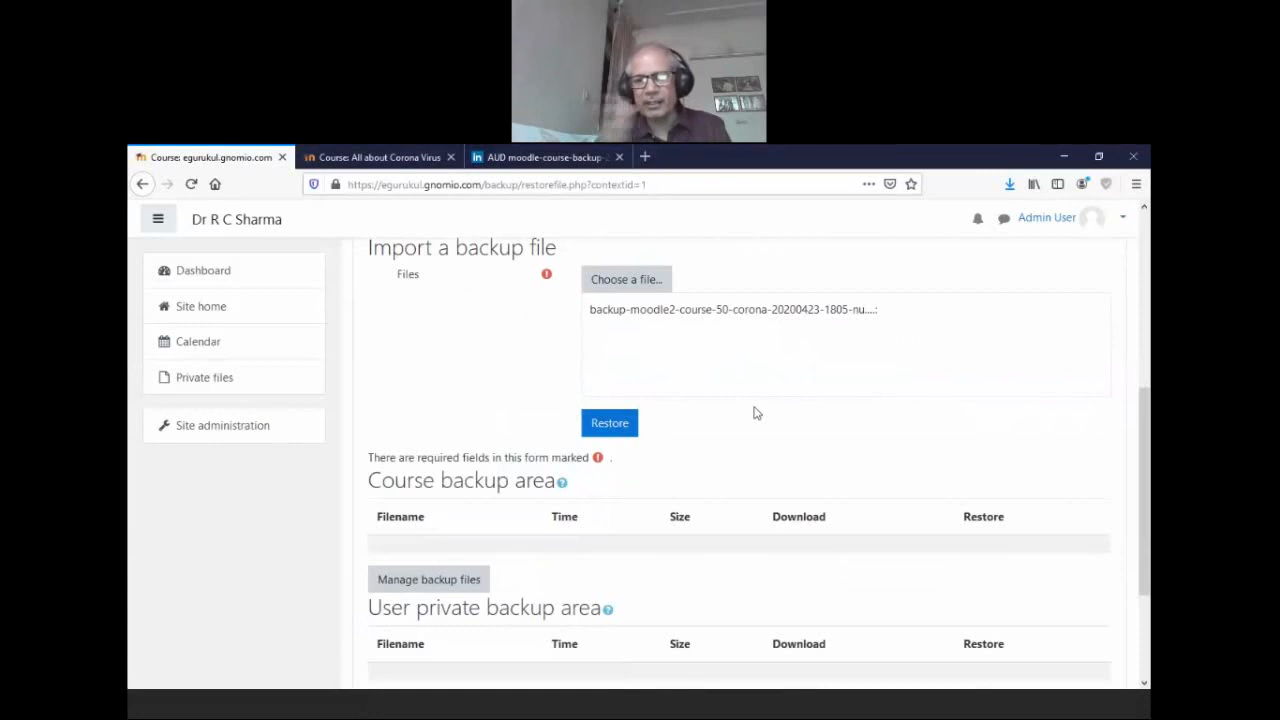 Course: egurukul.gnomio.com
Course: All about Corona Virus
AUD moodle-course-backup-2
https://egurukul.gnomio.com/backup/restorefile.php?contextid=1
Dr R C Sharma
Admin User
Dashboard
Site home
Calendar
Private files
Site administration
Import a backup file
Files
Choose a file...
backup-moodle2-course-50-corona-20200423-1805-nu....:
Restore
There are required fields in this form marked .
Course backup area
Filename Time Size Download Restore
Manage backup files
User private backup area
Filename Time Size Download Restore